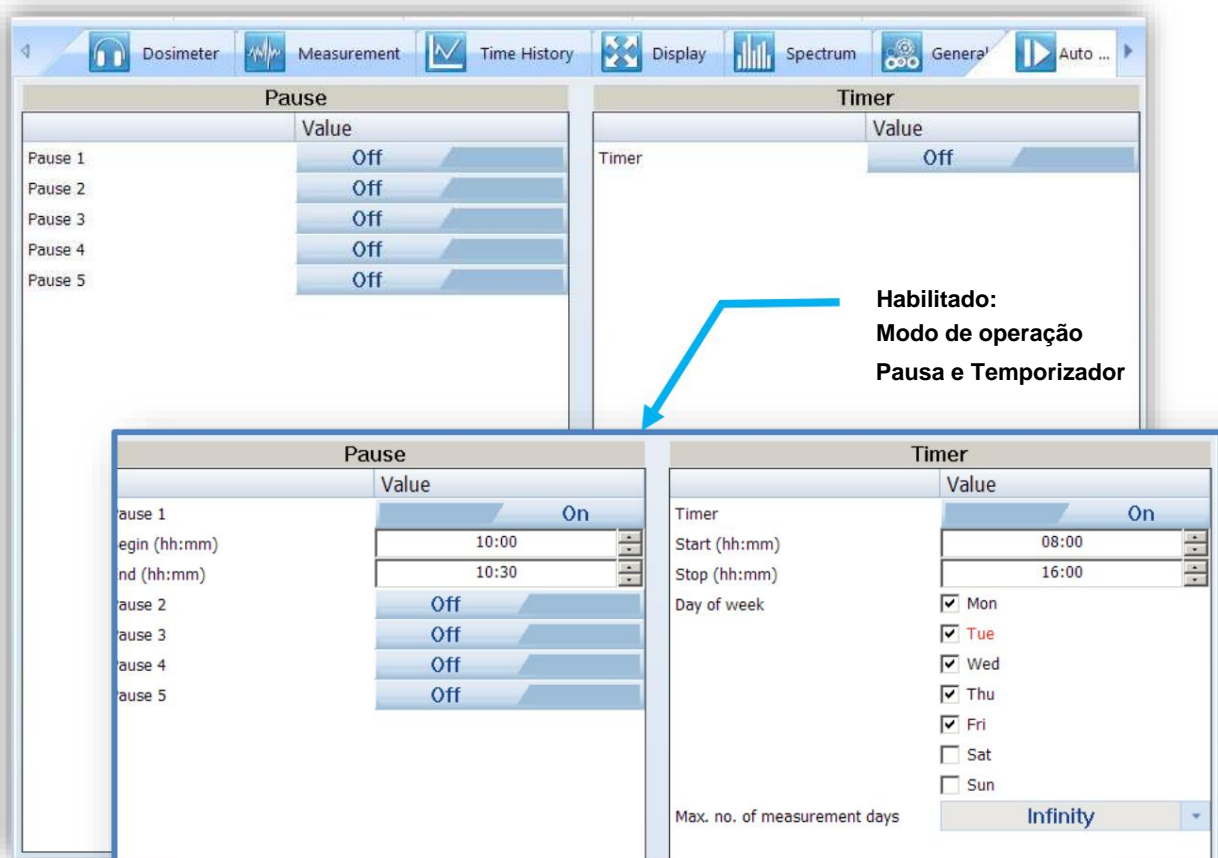 Dosimeter Measurement Time History Display Spectrum General Auto ...
Pause
Value
Pause 1 Off
Pause 2 Off
Pause 3 Off
Pause 4 Off
Pause 5 Off
Timer
Value
Timer Off
Habilitado:
Modo de operação
Pausa e Temporizador
Pause
Value
ause 1 On
egin (hh:mm) 10:00
nd (hh:mm) 10:30
ause 2 Off
ause 3 Off
ause 4 Off
ause 5 Off
Timer
Value
Timer On
Start (hh:mm) 08:00
Stop (hh:mm) 16:00
Day of week Mon
Tue
Wed
Thu
Fri
Sat
Sun
Max. no. of measurement days Infinity